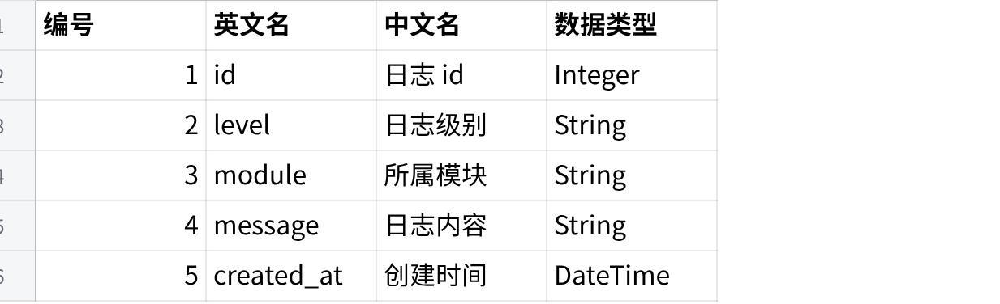 编号 英文名 中文名 数据类型
1 id 日志 id Integer
2 level 日志级别 String
3 module 所属模块 String
4 message 日志内容 String
5 created_at 创建时间 DateTime